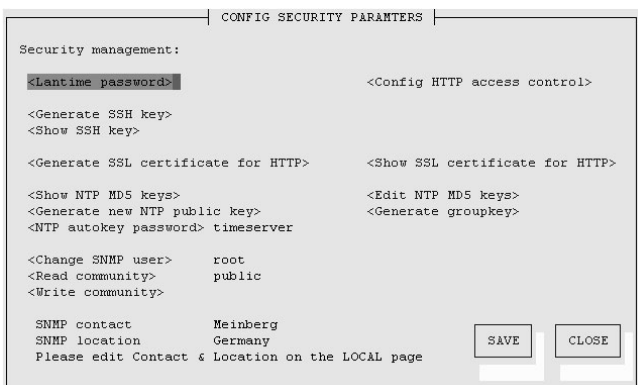 CONFIG SECURITY PARAMTERS
Security management:
<Lantime password> <Config HTTP access control>
<Generate SSH key>
<Show SSH key>
<Generate SSL certificate for HTTP> <Show SSL certificate for HTTP>
<Show NTP MD5 keys> <Edit NTP MD5 keys>
<Generate new NTP public key> <Generate groupkey>
<NTP autokey password> timeserver
<Change SNMP user> root
<Read community> public
<Write community>
SNMP contact Meinberg
SNMP location Germany
Please edit Contact & Location on the LOCAL page
SAVE CLOSE